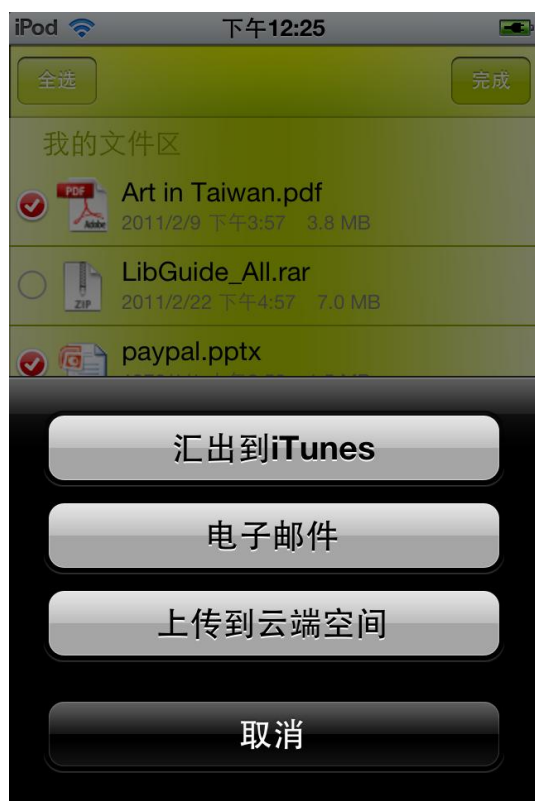 iPod 下午12:25
全选 完成
我的文件区
PDF Adobe Art in Taiwan.pdf
2011/2/9 下午3:57 3.8 MB
ZIP LibGuide_All.rar
2011/2/22 下午4:57 7.0 MB
paypal.pptx
汇出到iTunes
电子邮件
上传到云端空间
取消